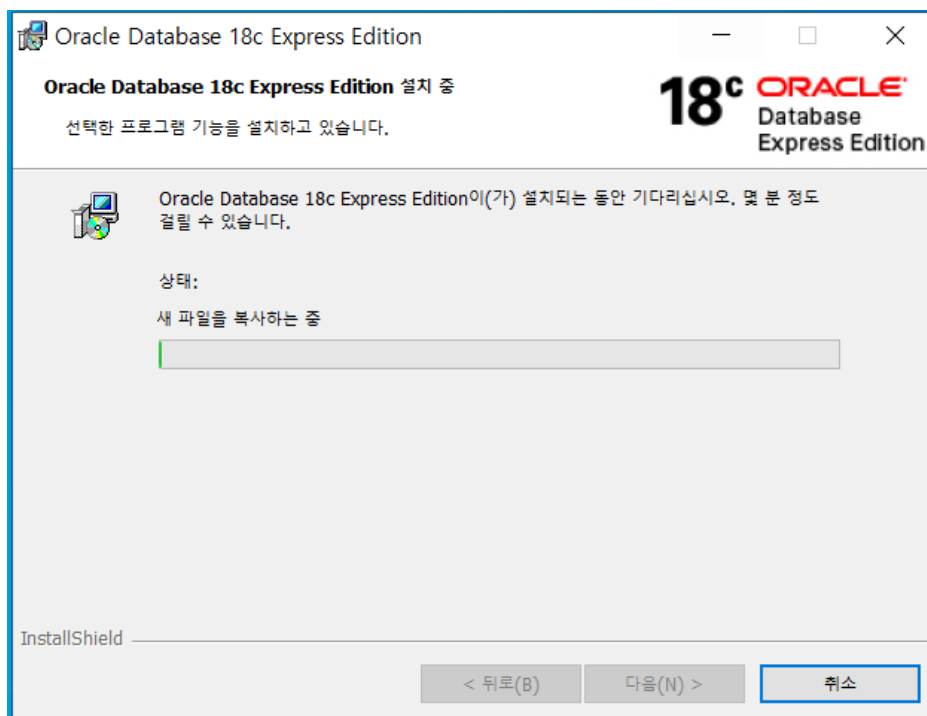 Oracle Database 18c Express Edition
Oracle Database 18c Express Edition 설치 중
선택한 프로그램 기능을 설치하고 있습니다.
18c ORACLE
Database
Express Edition
Oracle Database 18c Express Edition이(가) 설치되는 동안 기다리십시오. 몇 분 정도
걸릴 수 있습니다.
상태:
새 파일을 복사하는 중
InstallShield
< 뒤로(B) 다음(N) > 취소